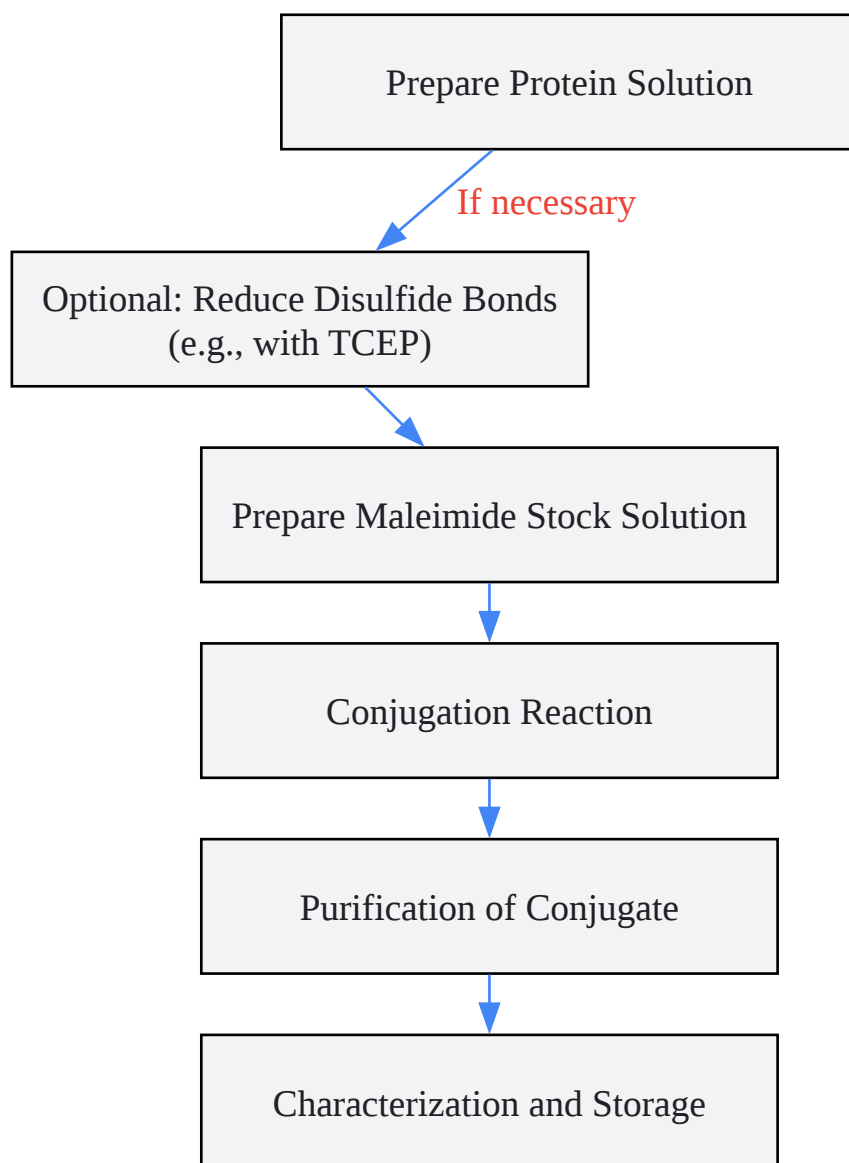 Prepare Protein Solution
If necessary
Optional: Reduce Disulfide Bonds
(e.g., with TCEP)
Prepare Maleimide Stock Solution
Conjugation Reaction
Purification of Conjugate
Characterization and Storage